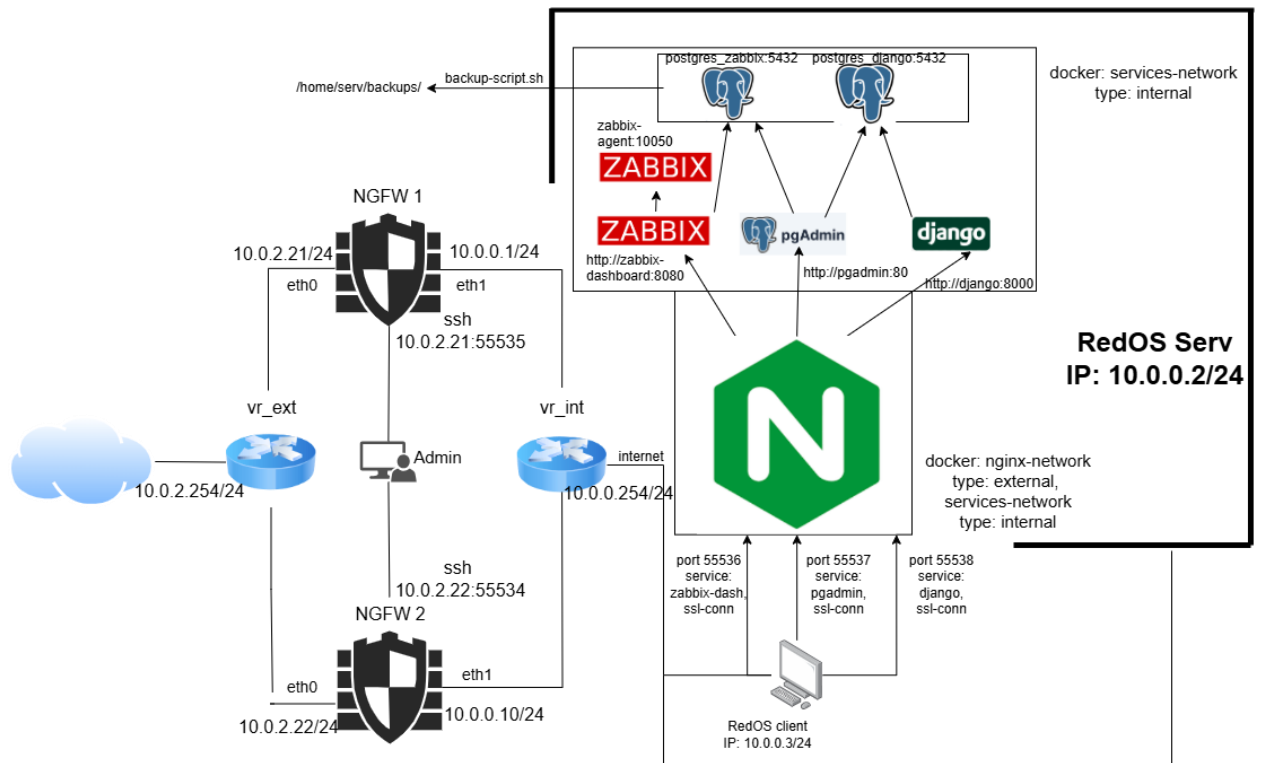 postgres_zabbix:5432
postgres_django:5432
docker: services-network
type: internal
/home/serv/backups/
backup-script.sh
zabbix-
agent:10050
ZABBIX
ZABBIX
pgAdmin
django
http://zabbix-
dashboard:8080
http://pgadmin:80
http://django:8000
NGFW 1
10.0.2.21/24
10.0.0.1/24
eth0
eth1
ssh
10.0.2.21:55535
RedOS Serv
IP: 10.0.0.2/24
vr_ext
vr_int
Admin
internet
10.0.2.254/24
10.0.0.254/24
N
docker: nginx-network
type: external,
services-network
type: internal
ssh
10.0.2.22:55534
NGFW 2
eth0
eth1
10.0.2.22/24
10.0.0.10/24
port 55536
service:
zabbix-dash,
ssl-conn
port 55537
service:
pgadmin,
ssl-conn
port 55538
service:
django,
ssl-conn
RedOS client
IP: 10.0.0.3/24